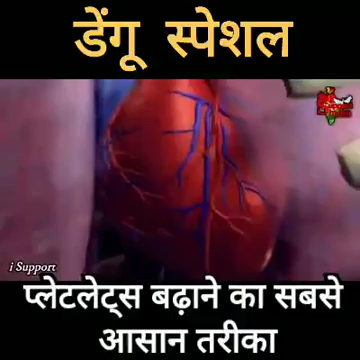 डेंगू स्पेशल
i Support
प्लेटलेट्स बढ़ाने का सबसे
आसान तरीका